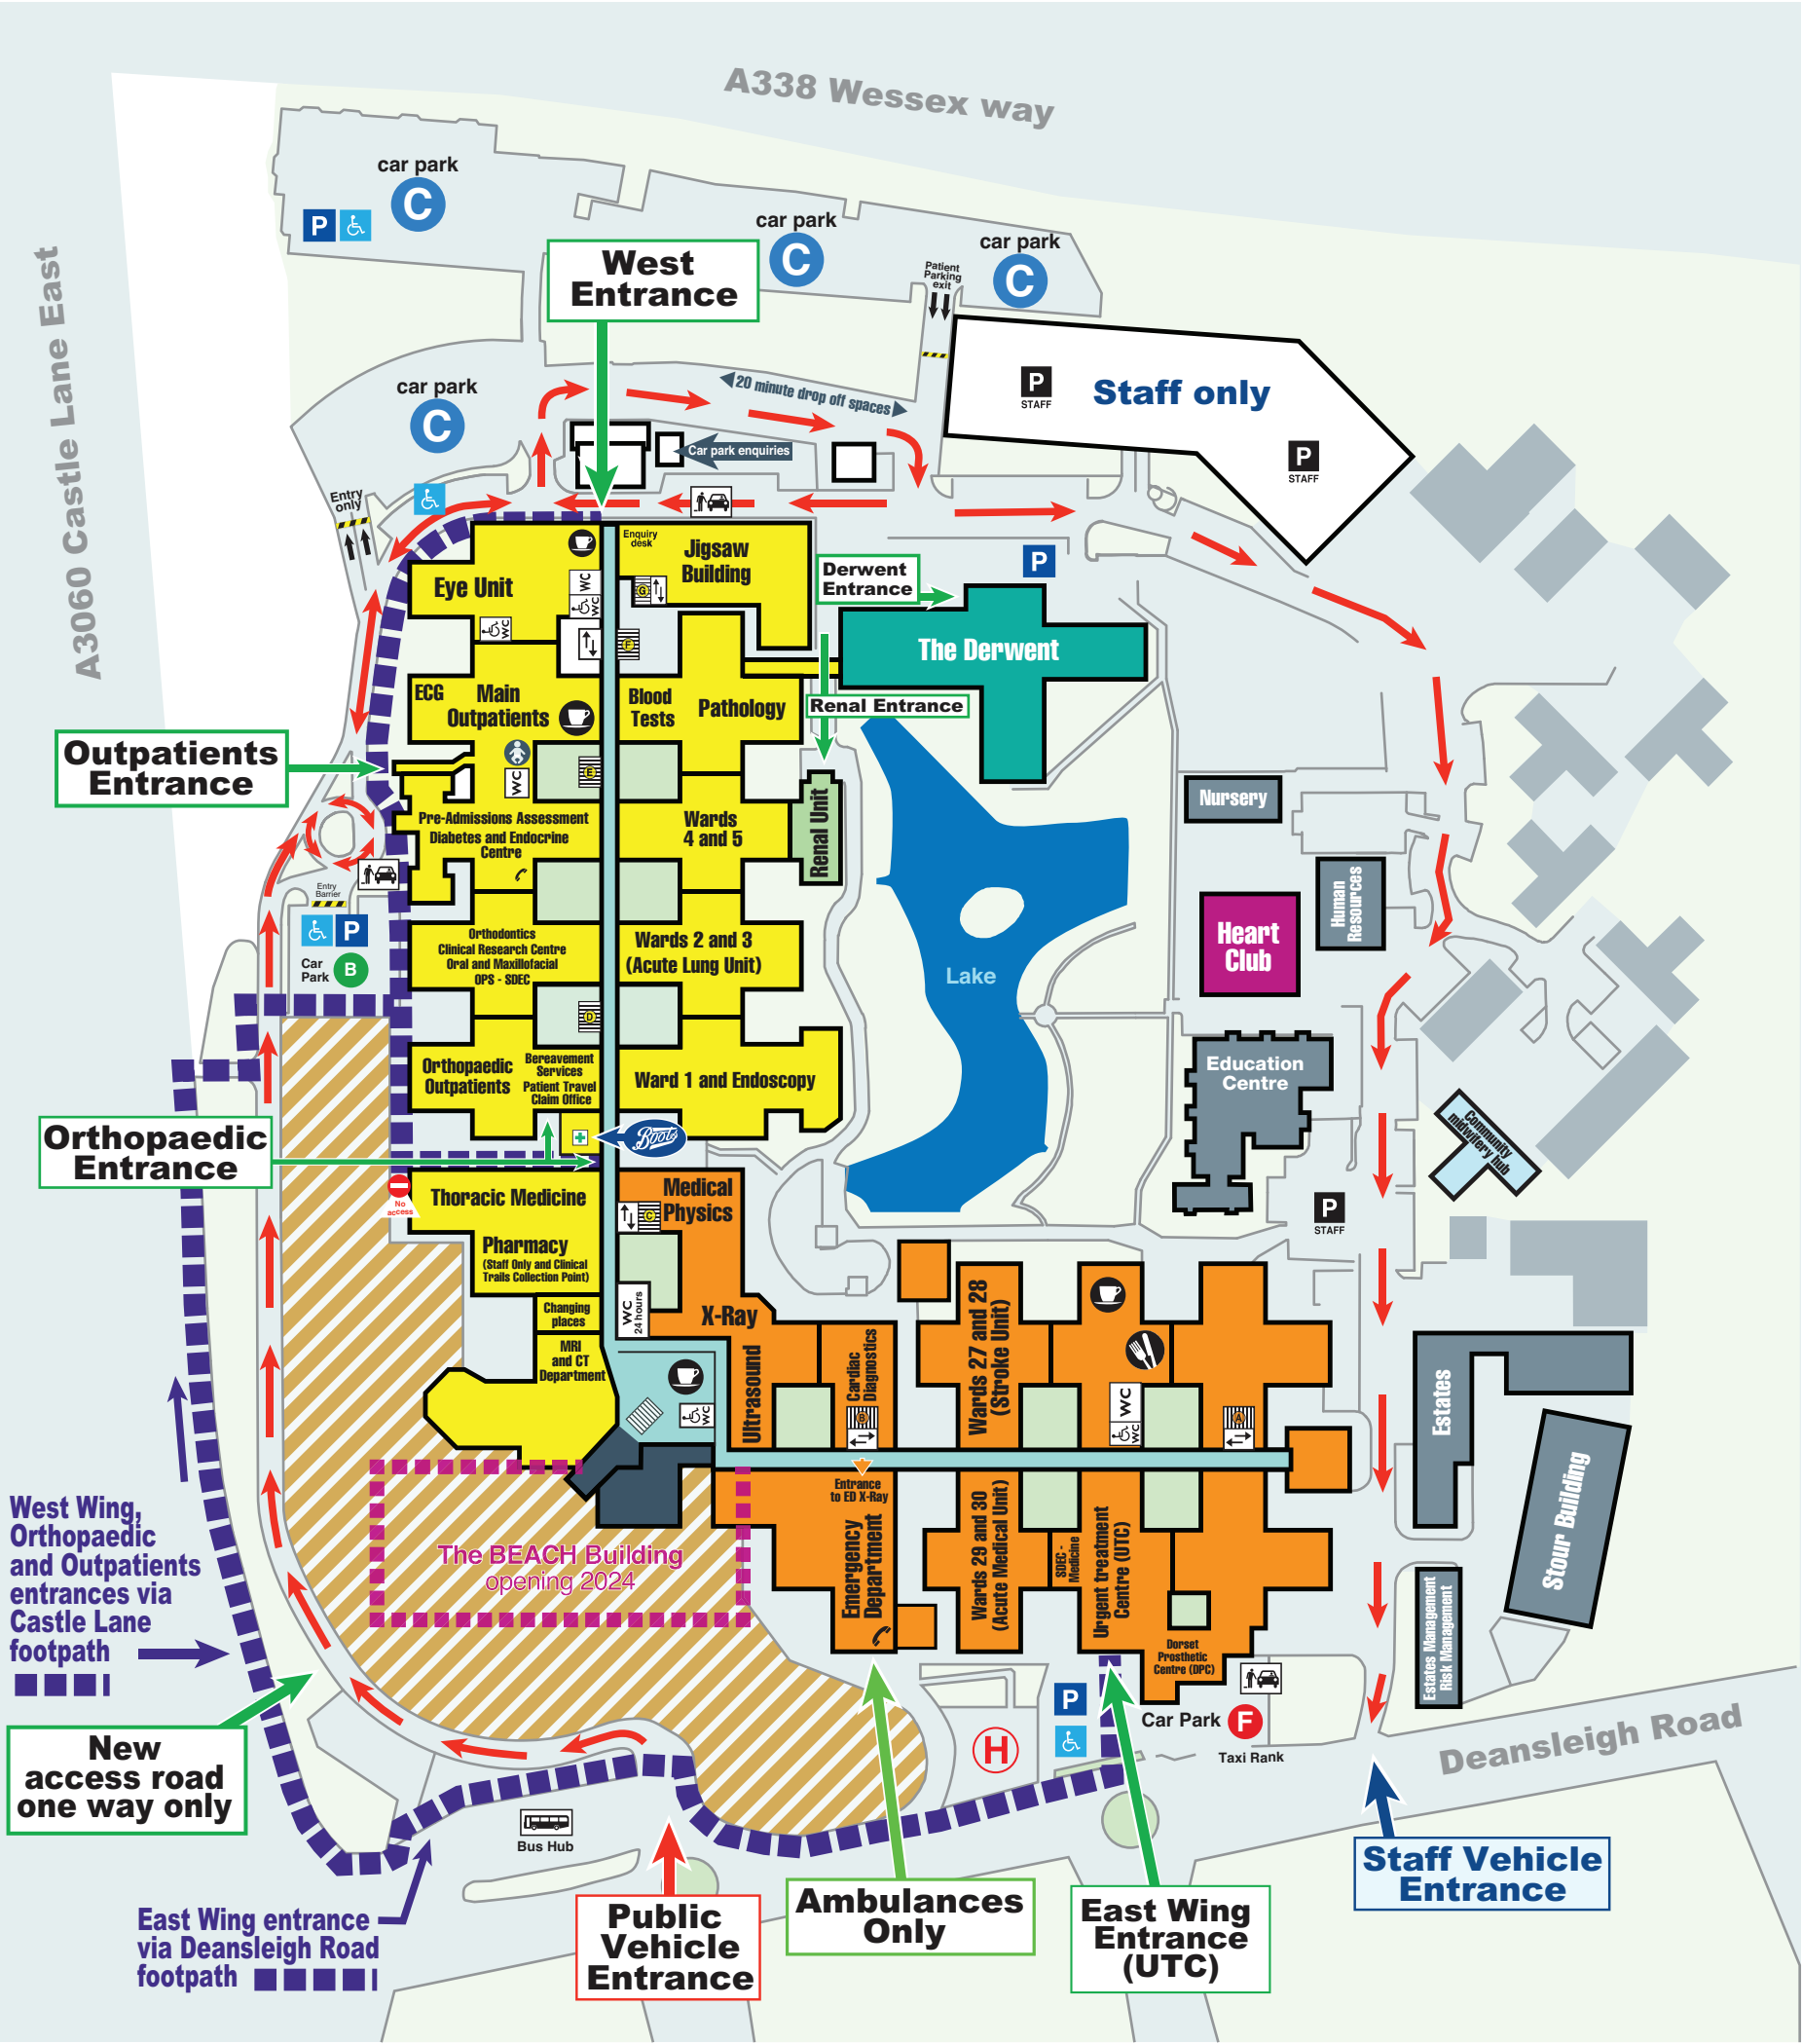 A338 Wessex way
A3060 Castle Lane East
car park
C
P
car park
C
car park
C
West
Entrance
Patient
Parking
exit
P
STAFF
Staff only
P
STAFF
car park
C
20 minute drop off spaces
Car park enquiries
Entry
only
Enquiry
desk
Jigsaw
Building
Eye Unit
WC
WC
WC
G
F
Derwent
Entrance
P
The Derwent
ECG
Main
Outpatients
Blood
Tests
Pathology
Renal Entrance
Outpatients
Entrance
WC
E
Pre-Admissions Assessment
Diabetes and Endocrine
Centre
Wards
4 and 5
Renal Unit
Nursery
Human
Resources
Heart
Club
Entry
Barrier
P
Car
Park
B
Orthodontics
Clinical Research Centre
Oral and Maxillofacial
OPS - SDEC
Wards 2 and 3
(Acute Lung Unit)
Lake
D
Orthopaedic
Outpatients
Bereavement
Services
Patient Travel
Claim Office
Ward 1 and Endoscopy
Education
Centre
Community
midwifery hub
Boots
Orthopaedic
Entrance
No
access
Thoracic Medicine
Medical
Physics
C
P
STAFF
Pharmacy
(Staff Only and Clinical
Trails Collection Point)
WC
24 hours
Changing
places
X-Ray
MRI
and CT
Department
Ultrasound
Cardiac
Diagnostics
B
WC
Wards 27 and 28
(Stroke Unit)
WC
WC
A
Estates
Stour Building
Entrance
to ED X-Ray
Emergency
Department
Wards 29 and 30
(Acute Medical Unit)
SDEC -
Medicine
Urgent treatment
Centre (UTC)
Dorset
Prosthetic
Centre (DPC)
Estates Management
Risk Management
The BEACH Building
opening 2024
West Wing,
Orthopaedic
and Outpatients
entrances via
Castle Lane
footpath
New
access road
one way only
H
P
Car Park F
Taxi Rank
Deansleigh Road
Bus Hub
East Wing entrance
via Deansleigh Road
footpath
Public
Vehicle
Entrance
Ambulances
Only
East Wing
Entrance
(UTC)
Staff Vehicle
Entrance